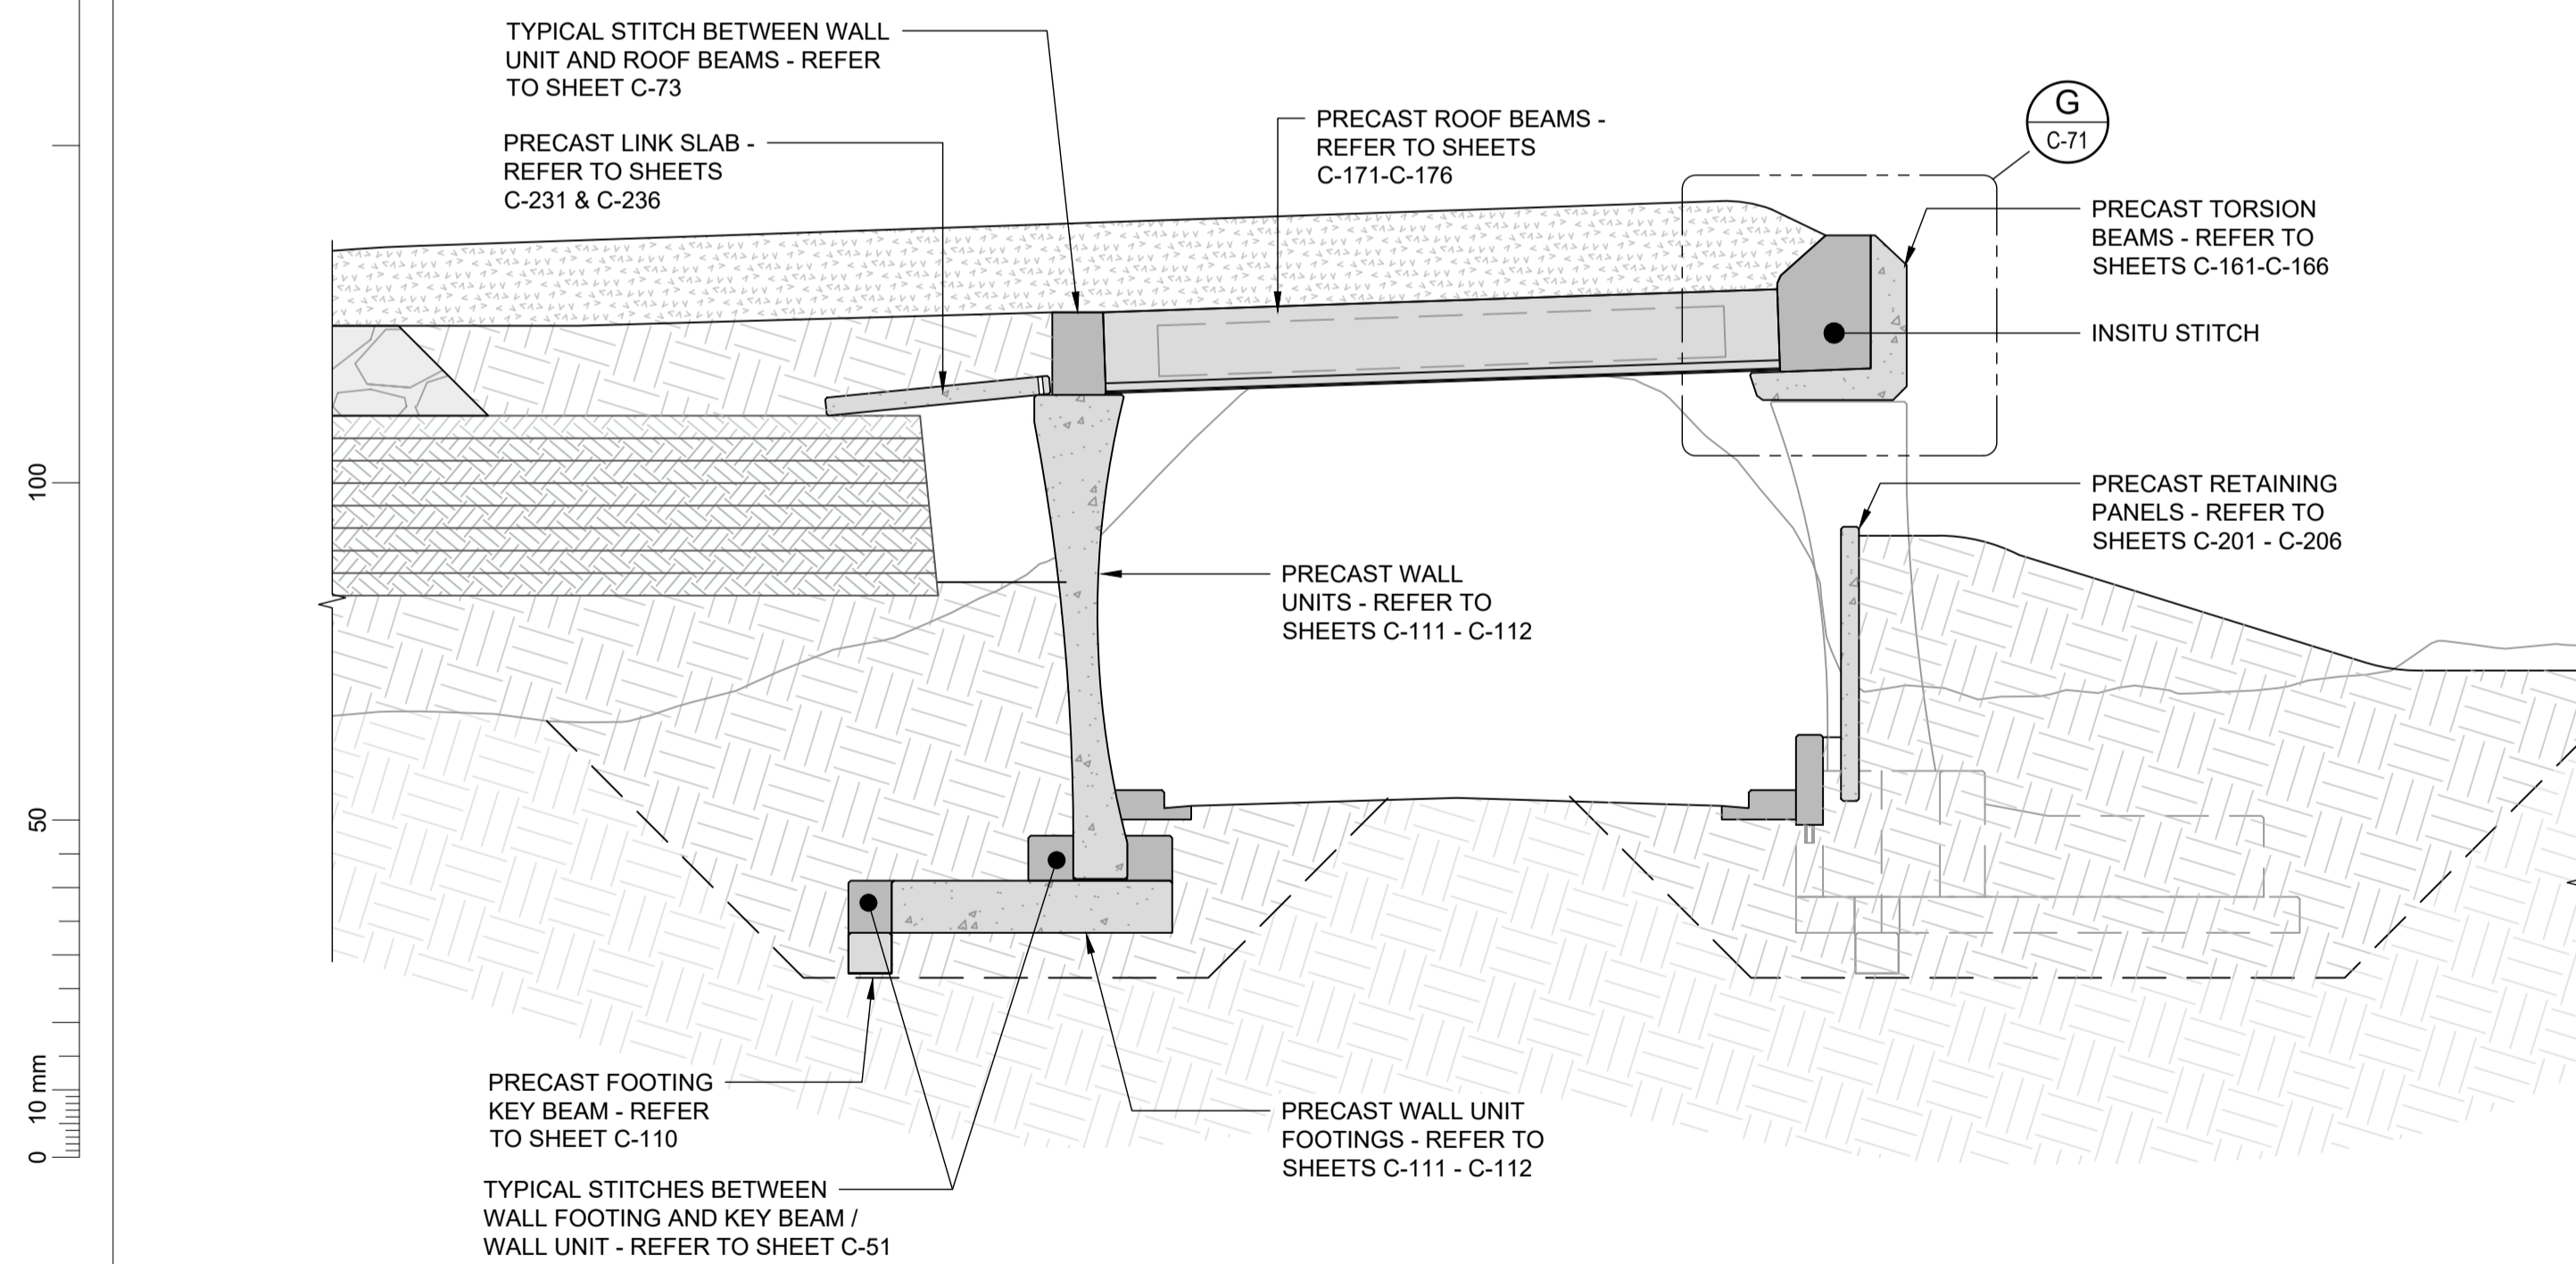 TYPICAL STITCH BETWEEN WALL
UNIT AND ROOF BEAMS - REFER
TO SHEET C-73
PRECAST LINK SLAB -
REFER TO SHEETS
C-231 & C-236
PRECAST ROOF BEAMS -
REFER TO SHEETS
C-171-C-176
G
C-71
PRECAST TORSION
BEAMS - REFER TO
SHEETS C-161-C-166
INSITU STITCH
PRECAST RETAINING
PANELS - REFER TO
SHEETS C-201 - C-206
PRECAST WALL
UNITS - REFER TO
SHEETS C-111 - C-112
PRECAST FOOTING
KEY BEAM - REFER
TO SHEET C-110
PRECAST WALL UNIT
FOOTINGS - REFER TO
SHEETS C-111 - C-112
TYPICAL STITCHES BETWEEN
WALL FOOTING AND KEY BEAM /
WALL UNIT - REFER TO SHEET C-51
100
50
10 mm
0